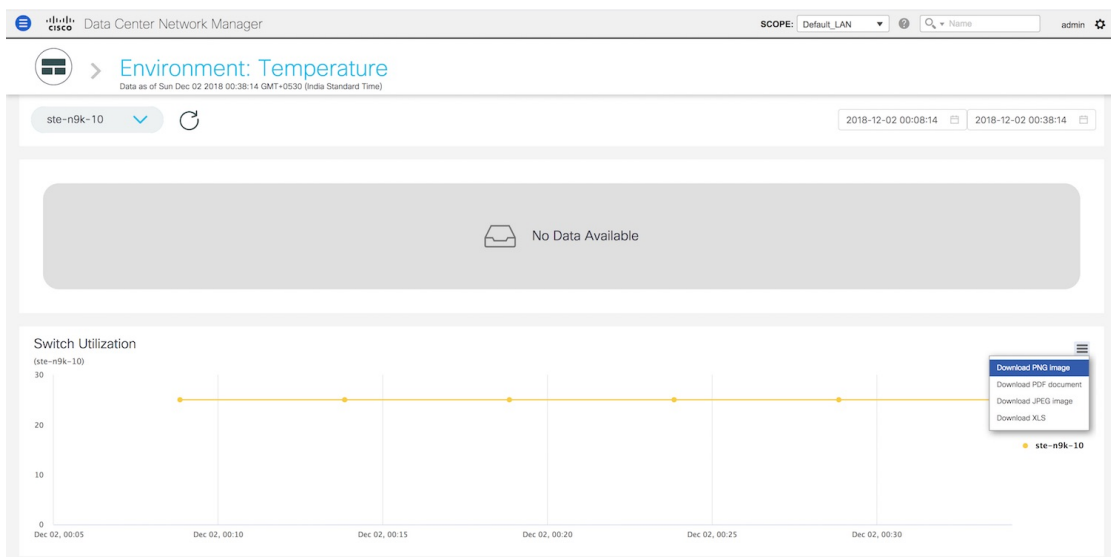 cisco Data Center Network Manager SCOPE: Default_LAN Name admin
Environment: Temperature
Data as of Sun Dec 02 2018 00:38:14 GMT+0530 (India Standard Time)
ste-n9k-10 2018-12-02 00:08:14 2018-12-02 00:38:14
No Data Available
Switch Utilization
(ste-n9k-10)
Download PNG image
Download PDF document
Download JPEG image
Download XLS
ste-n9k-10
30
20
10
0
Dec 02, 00:05 Dec 02, 00:10 Dec 02, 00:15 Dec 02, 00:20 Dec 02, 00:25 Dec 02, 00:30